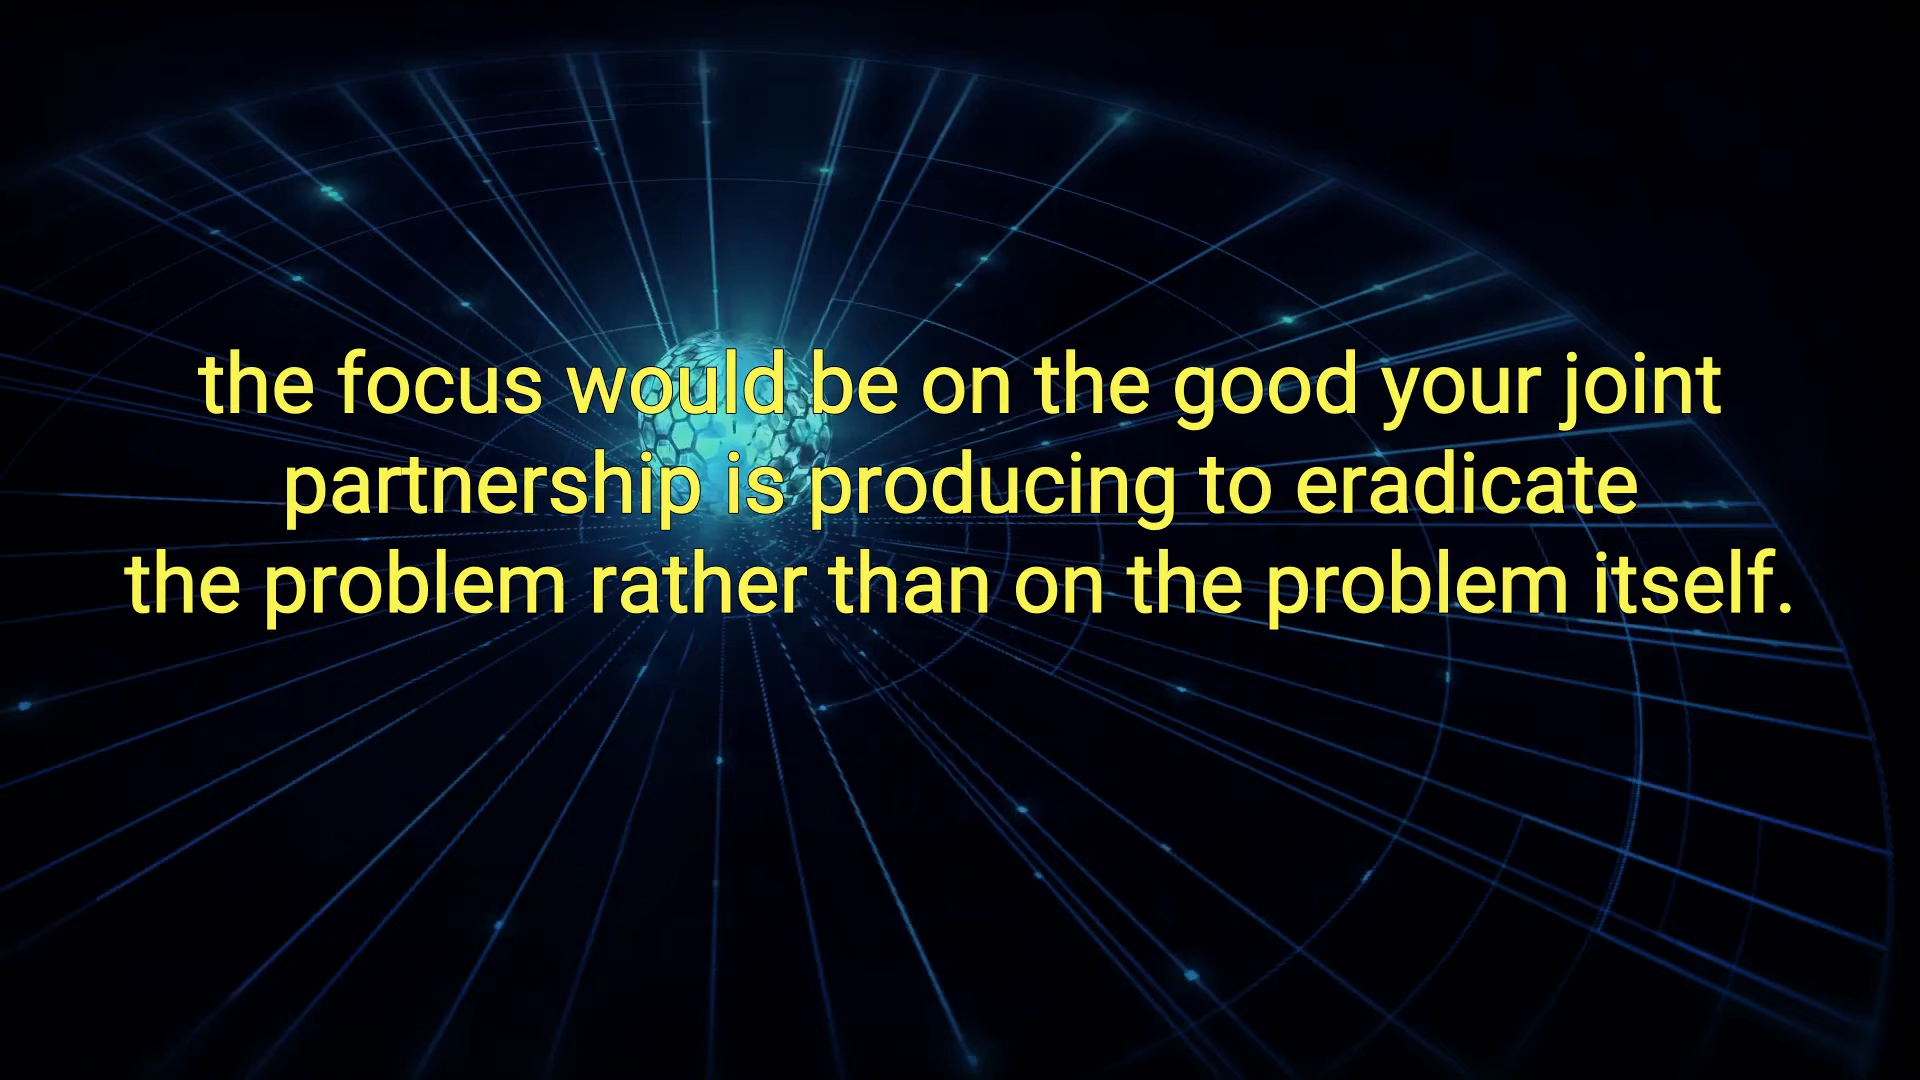 the focus would be on the good your joint
partnership is producing to eradicate
the problem rather than on the problem itself.